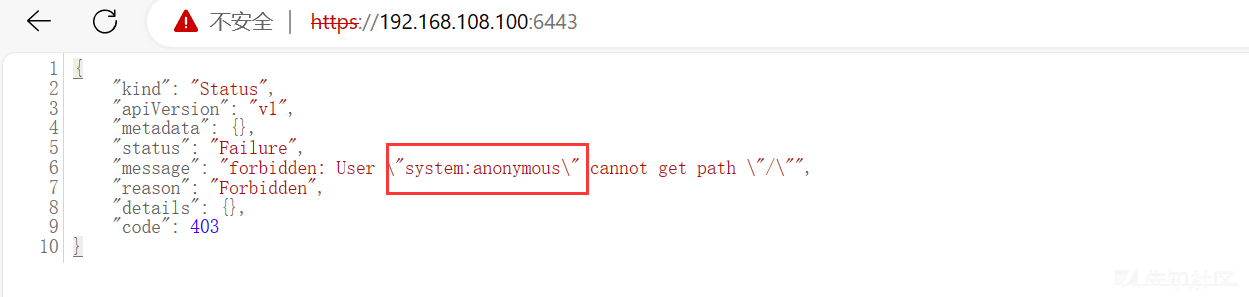 不安全 | https://192.168.108.100:6443
1 {
2 "kind": "Status",
3 "apiVersion": "v1",
4 "metadata": {},
5 "status": "Failure",
6 "message": "forbidden: User \"system:anonymous\" cannot get path \"/\"",
7 "reason": "Forbidden",
8 "details": {},
9 "code": 403
10 }
先知社区